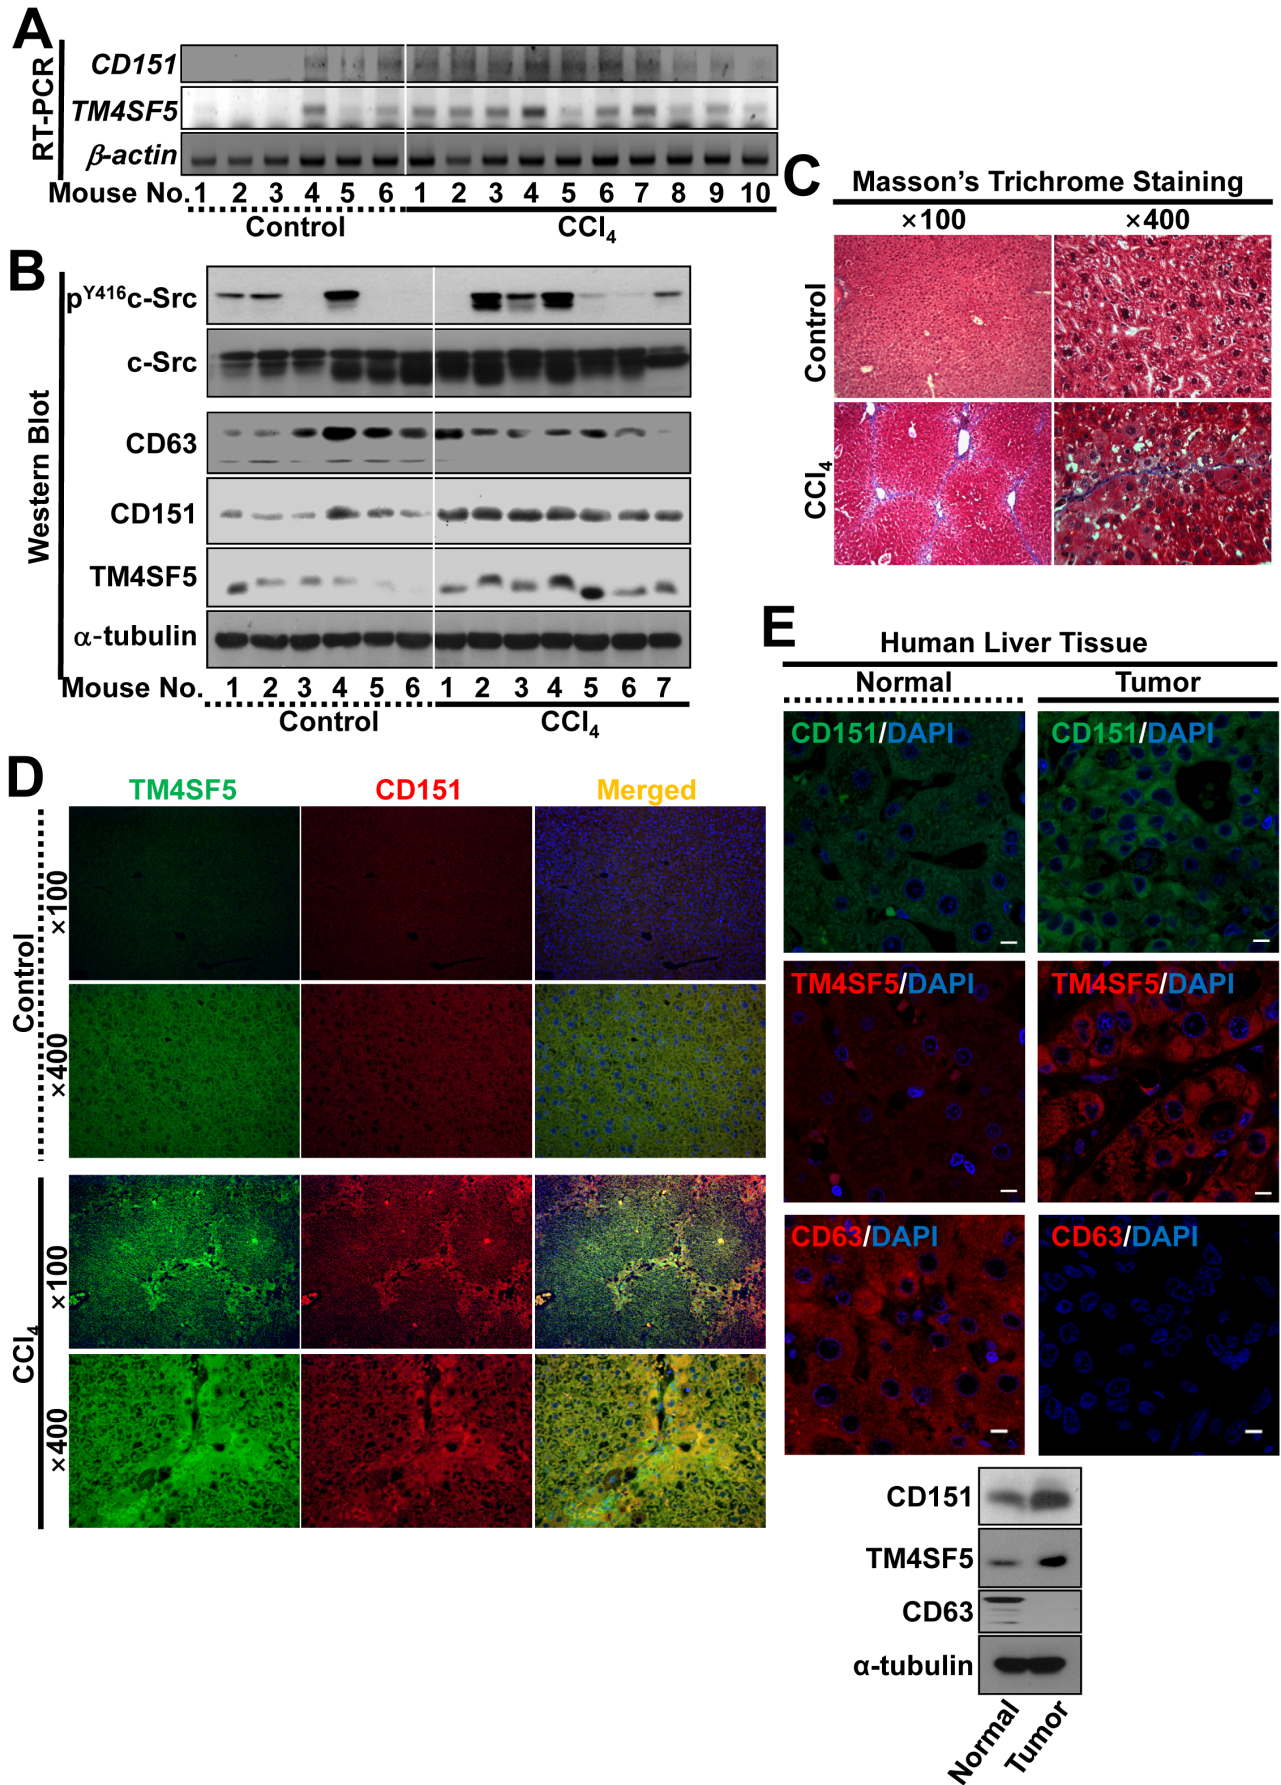 A
RT-PCR
CD151
TM4SF5
β-actin
Mouse No. 1 2 3 4 5 6 1 2 3 4 5 6 7 8 9 10
Control CCl4
B
Western Blot
pY416c-Src
c-Src
CD63
CD151
TM4SF5
α-tubulin
Mouse No. 1 2 3 4 5 6 1 2 3 4 5 6 7
Control CCl4
C
Masson's Trichrome Staining
×100 ×400
Control
CCl4
D
TM4SF5 CD151 Merged
Control
×100
×400
CCl4
×100
×400
E
Human Liver Tissue
Normal Tumor
CD151/DAPI CD151/DAPI
TM4SF5/DAPI TM4SF5/DAPI
CD63/DAPI CD63/DAPI
CD151
TM4SF5
CD63
α-tubulin
Normal Tumor